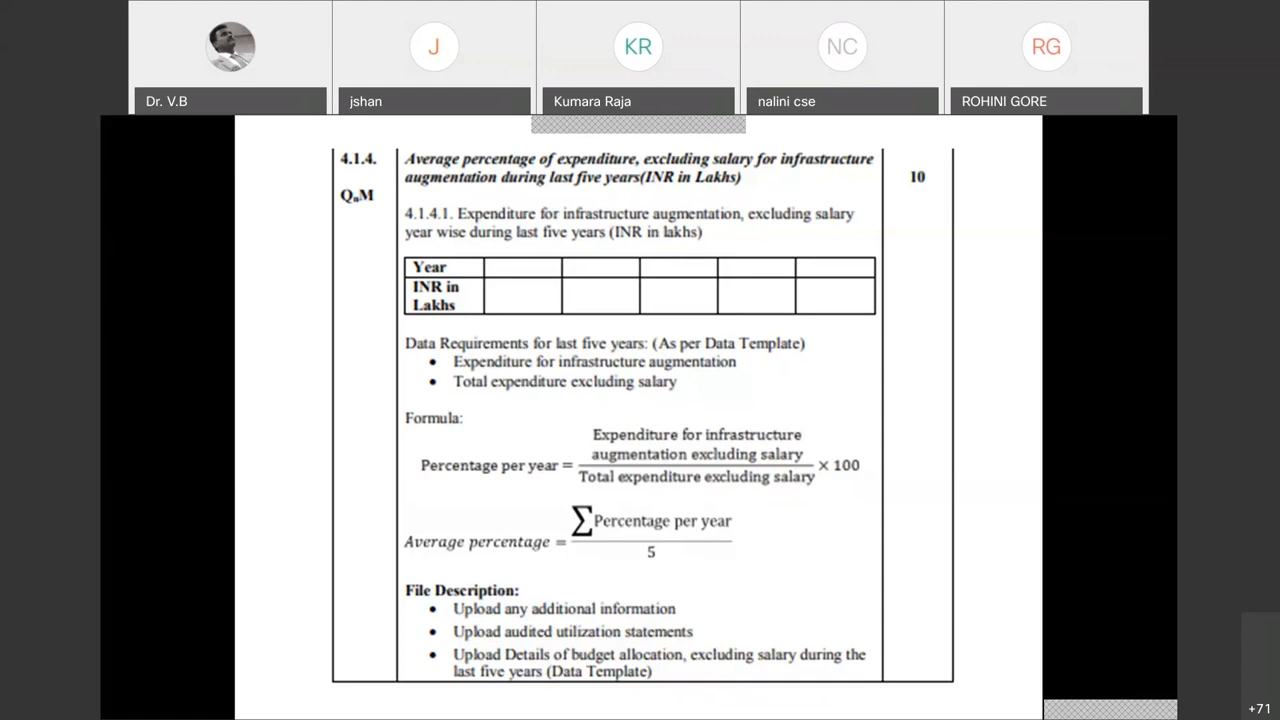 J
KR
NC
RG
Dr. V.B
jshan
Kumara Raja
nalini cse
ROHINI GORE
4.1.4.
QnM
Average percentage of expenditure, excluding salary for infrastructure
augmentation during last five years(INR in Lakhs)
10
4.1.4.1. Expenditure for infrastructure augmentation, excluding salary
year wise during last five years (INR in lakhs)
Year
INR in
Lakhs
Data Requirements for last five years: (As per Data Template)
• Expenditure for infrastructure augmentation
• Total expenditure excluding salary
Formula:
Expenditure for infrastructure
augmentation excluding salary
Percentage per year = × 100
Total expenditure excluding salary
∑Percentage per year
Average percentage =
5
File Description:
• Upload any additional information
• Upload audited utilization statements
• Upload Details of budget allocation, excluding salary during the
last five years (Data Template)
+71